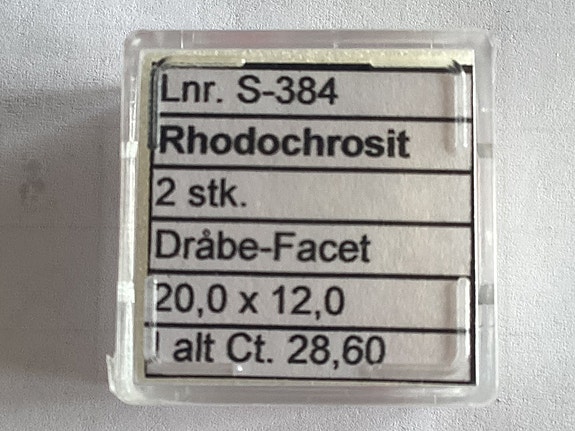 Lnr. S-384
Rhodochrosit
2 stk.
Dråbe-Facet
20,0 x 12,0
I alt Ct. 28,60